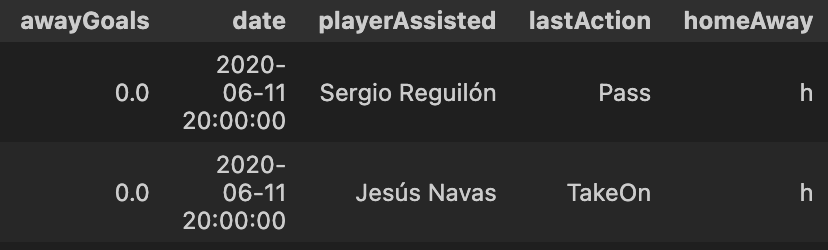 awayGoals date playerAssisted lastAction homeAway
2020-
0.0 06-11 Sergio Reguilón Pass h
20:00:00
2020-
0.0 06-11 Jesús Navas TakeOn h
20:00:00